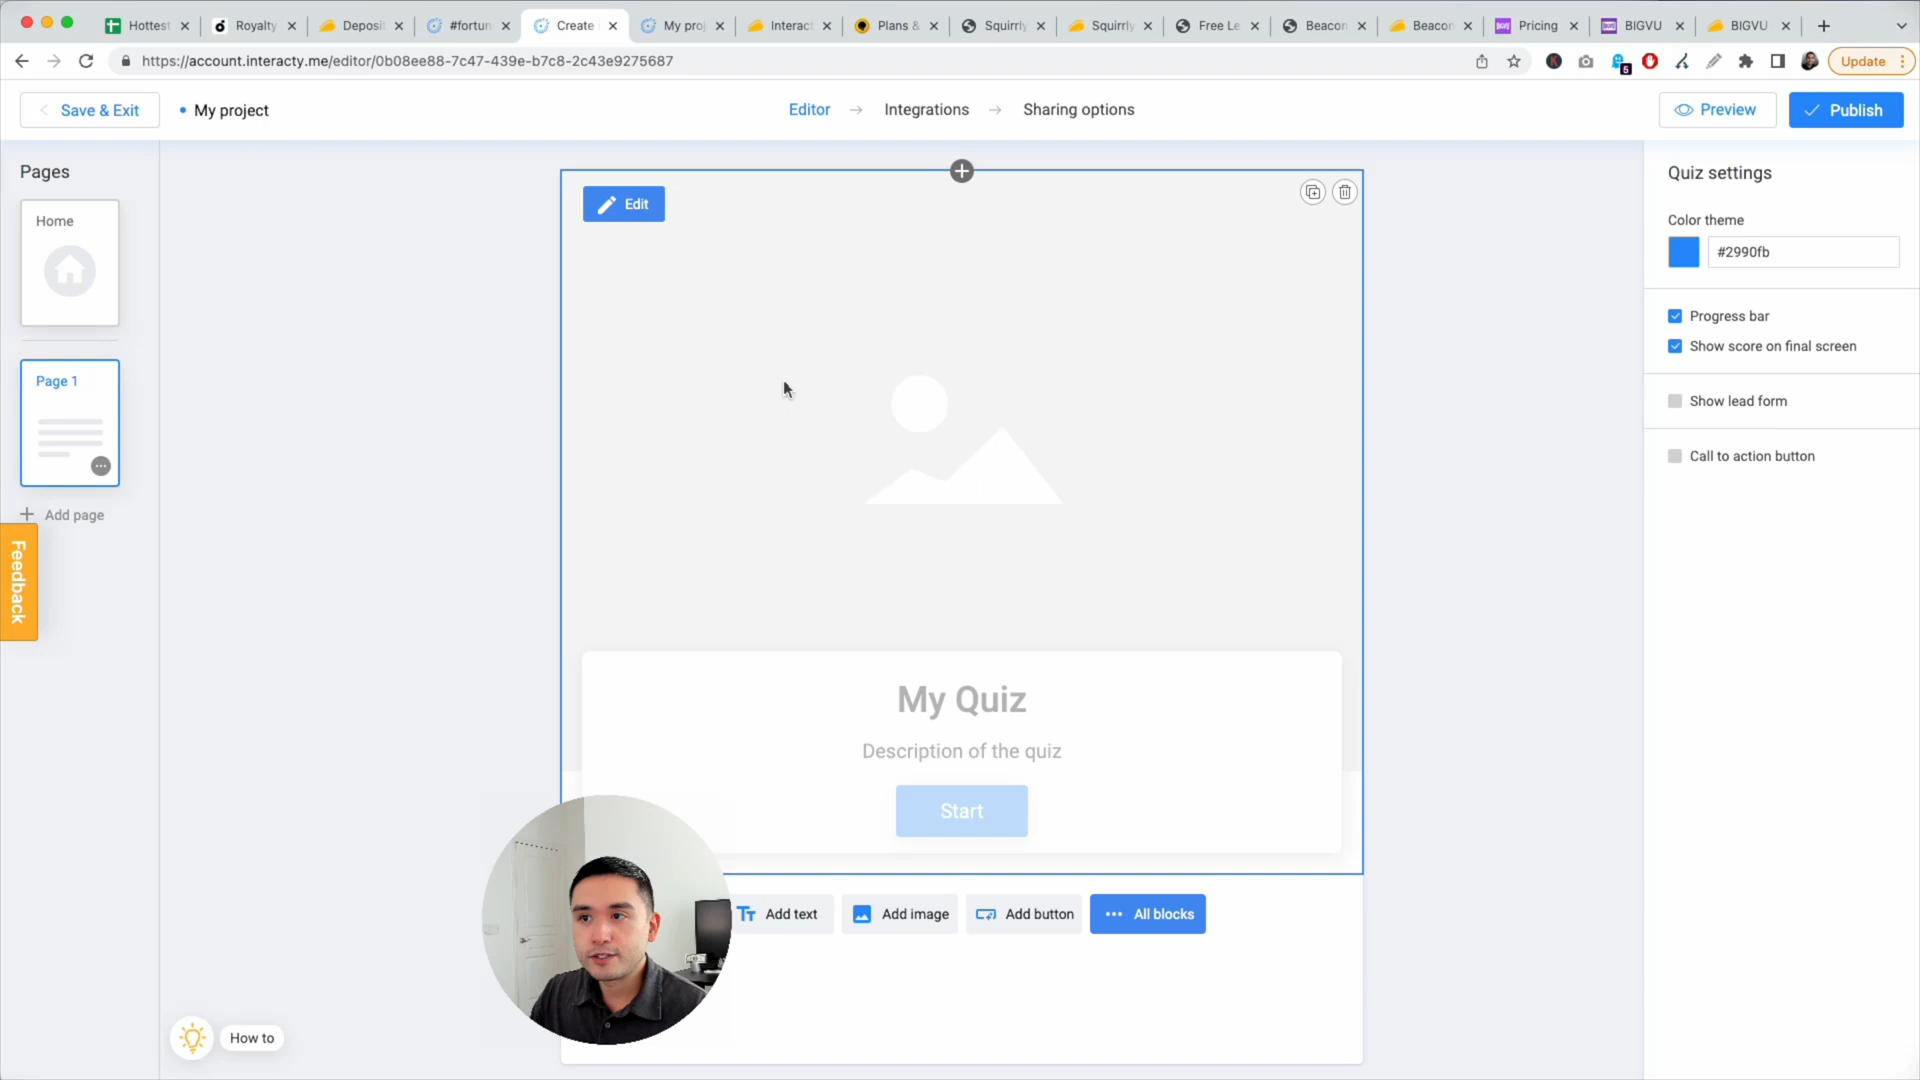 Hottest
Royalty
Deposi
#fortun
Create
My proj
Interact
Plans &
Squirrly
Squirrly
Free Le
Beacon
Beacon
Pricing
BIGVU
BIGVU
https://account.interacty.me/editor/0b08ee88-7c47-439e-b7c8-2c43e9275687
5
Update
Save & Exit
My project
Editor
Integrations
Sharing options
Preview
Publish
Pages
Home
Page 1
Add page
Feedback
Edit
My Quiz
Description of the quiz
Start
Add text
Add image
Add button
All blocks
How to
Quiz settings
Color theme
#2990fb
Progress bar
Show score on final screen
Show lead form
Call to action button